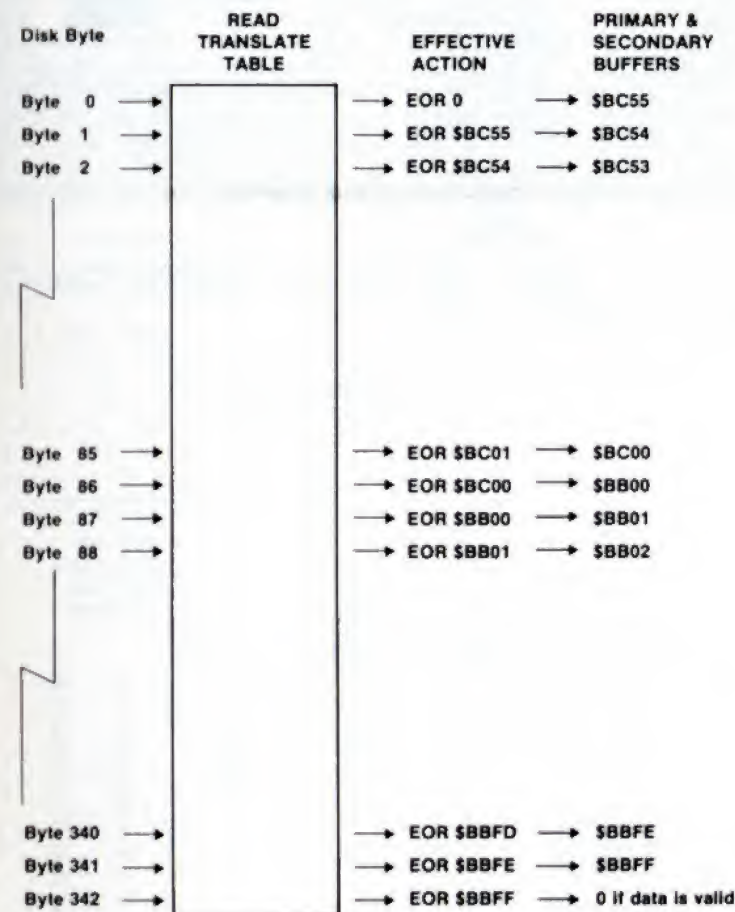 Disk Byte READ TRANSLATE TABLE EFFECTIVE ACTION PRIMARY & SECONDARY BUFFERS
Byte 0 → EOR 0 → $BC55
Byte 1 → EOR $BC55 → $BC54
Byte 2 → EOR $BC54 → $BC53
Byte 85 → EOR $BC01 → $BC00
Byte 86 → EOR $BC00 → $BB00
Byte 87 → EOR $BB00 → $BB01
Byte 88 → EOR $BB01 → $BB02
Byte 340 → EOR $BBFD → $BBFE
Byte 341 → EOR $BBFE → $BBFF
Byte 342 → EOR $BBFF → 0 if data is valid